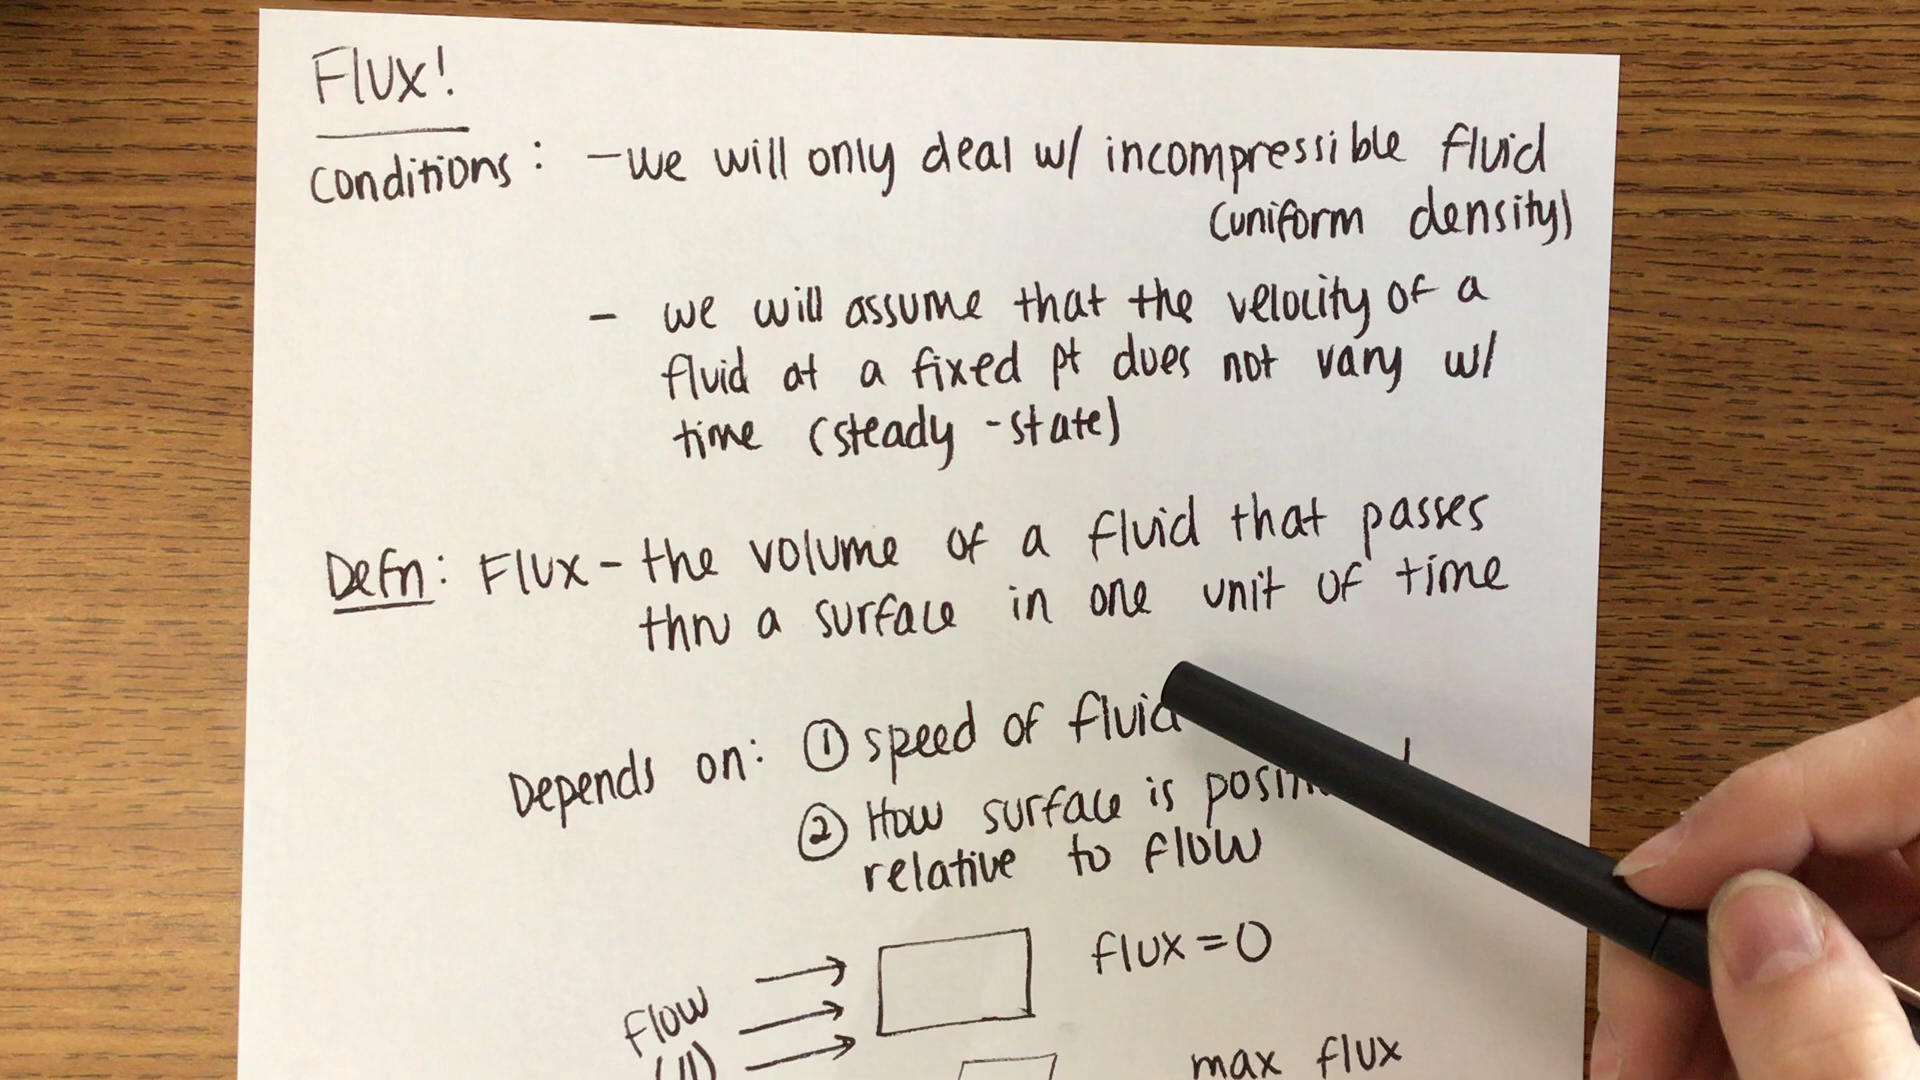 Flux!
conditions: - we will only deal w/ incompressible fluid
(uniform density)
- we will assume that the velocity of a
fluid at a fixed pt does not vary w/
time (steady-state)
Defn: Flux - the volume of a fluid that passes
thru a surface in one unit of time
Depends on: ① speed of fluid
② How surface is
relative to flow
flux = 0
Flow
max flux